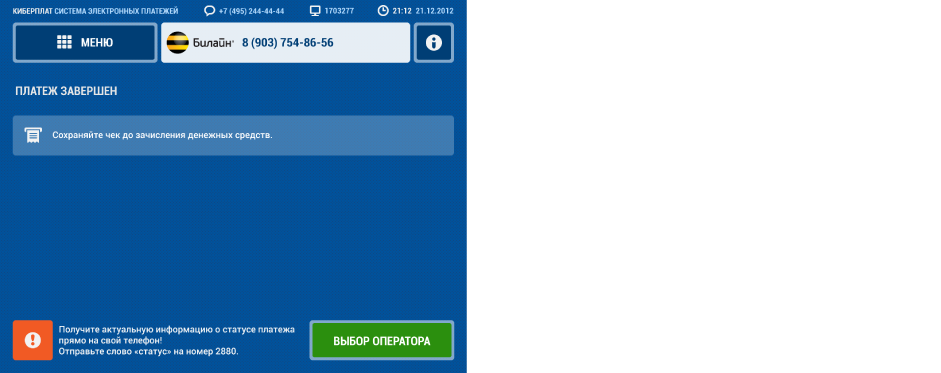 КИБЕРПЛАТ СИСТЕМА ЭЛЕКТРОННЫХ ПЛАТЕЖЕЙ +7 (495) 244-44-44 1703277 21:12 21.12.2012
МЕНЮ Билайн 8 (903) 754-86-56
ПЛАТЕЖ ЗАВЕРШЕН
Сохраняйте чек до зачисления денежных средств.
Получите актуальную информацию о статусе платежа
прямо на свой телефон!
Отправьте слово «статус» на номер 2880.
ВЫБОР ОПЕРАТОРА